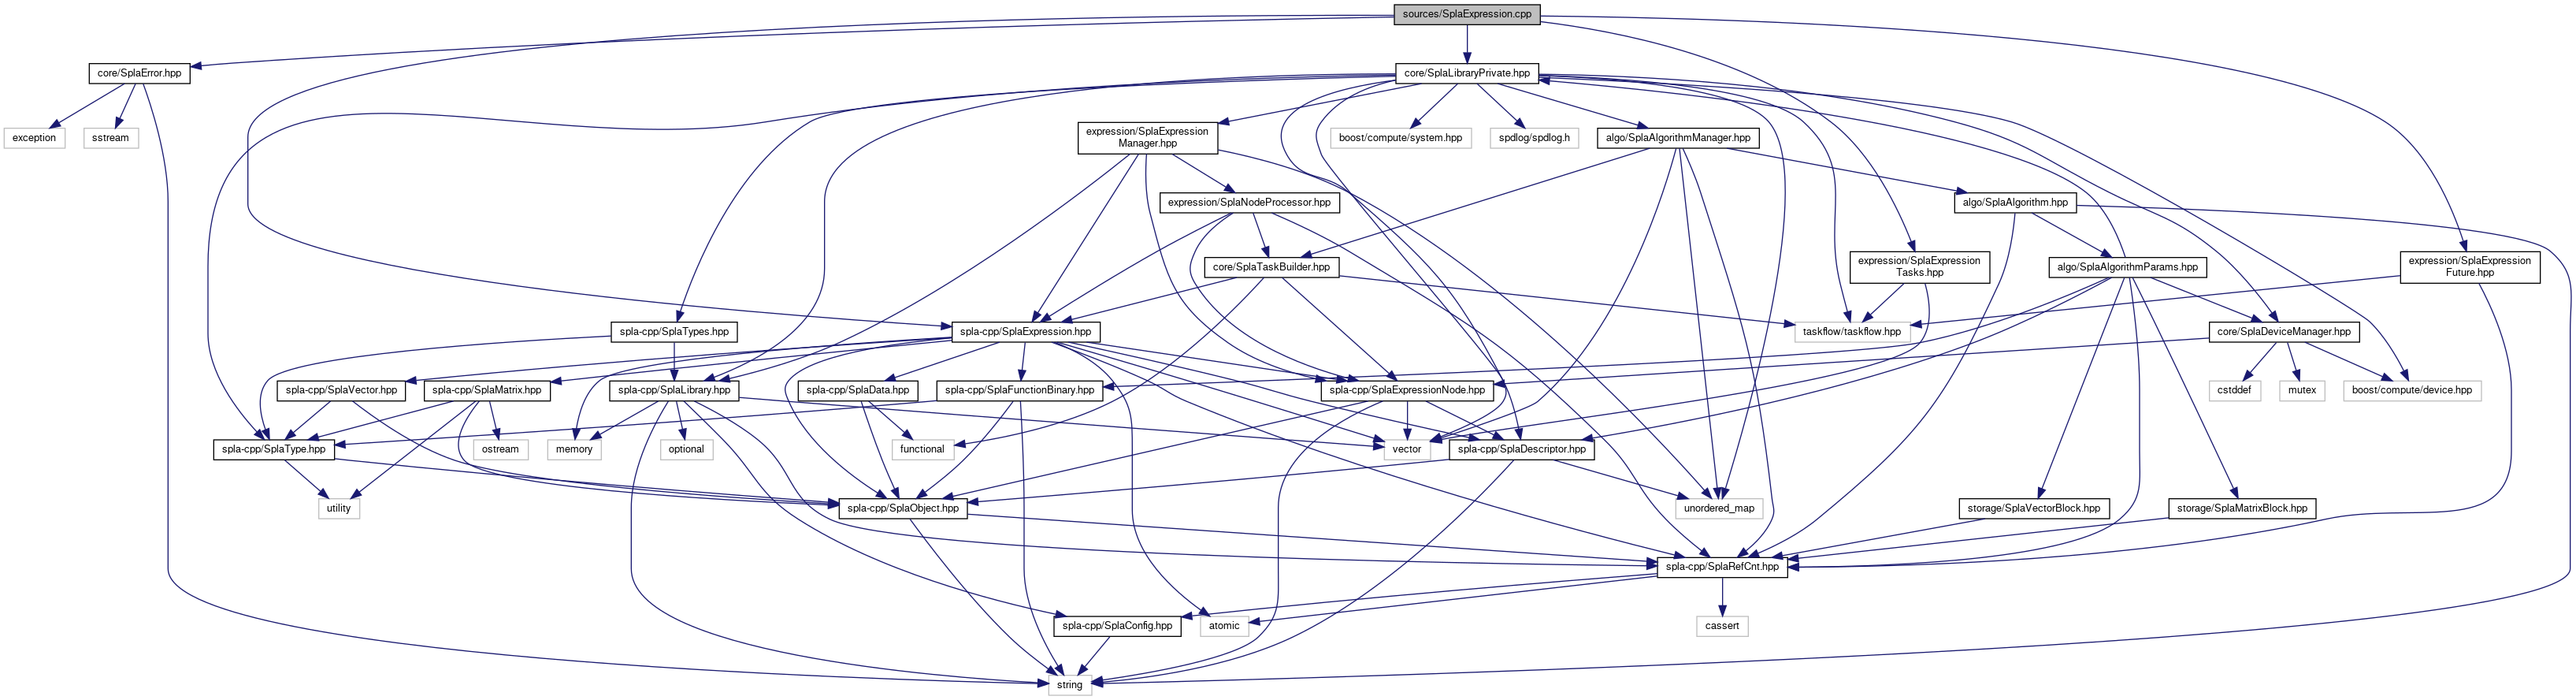 sources/SplaExpression.cpp
core/SplaError.hpp
core/SplaLibraryPrivate.hpp
exception
sstream
expression/SplaExpression
Manager.hpp
boost/compute/system.hpp
spdlog/spdlog.h
algo/SplaAlgorithmManager.hpp
expression/SplaNodeProcessor.hpp
algo/SplaAlgorithm.hpp
core/SplaTaskBuilder.hpp
expression/SplaExpression
Tasks.hpp
algo/SplaAlgorithmParams.hpp
expression/SplaExpression
Future.hpp
spla-cpp/SplaTypes.hpp
spla-cpp/SplaExpression.hpp
taskflow/taskflow.hpp
core/SplaDeviceManager.hpp
spla-cpp/SplaVector.hpp
spla-cpp/SplaMatrix.hpp
spla-cpp/SplaLibrary.hpp
spla-cpp/SplaData.hpp
spla-cpp/SplaFunctionBinary.hpp
spla-cpp/SplaExpressionNode.hpp
cstddef
mutex
boost/compute/device.hpp
spla-cpp/SplaType.hpp
ostream
memory
optional
functional
vector
spla-cpp/SplaDescriptor.hpp
utility
spla-cpp/SplaObject.hpp
unordered_map
storage/SplaVectorBlock.hpp
storage/SplaMatrixBlock.hpp
spla-cpp/SplaRefCnt.hpp
spla-cpp/SplaConfig.hpp
atomic
cassert
string